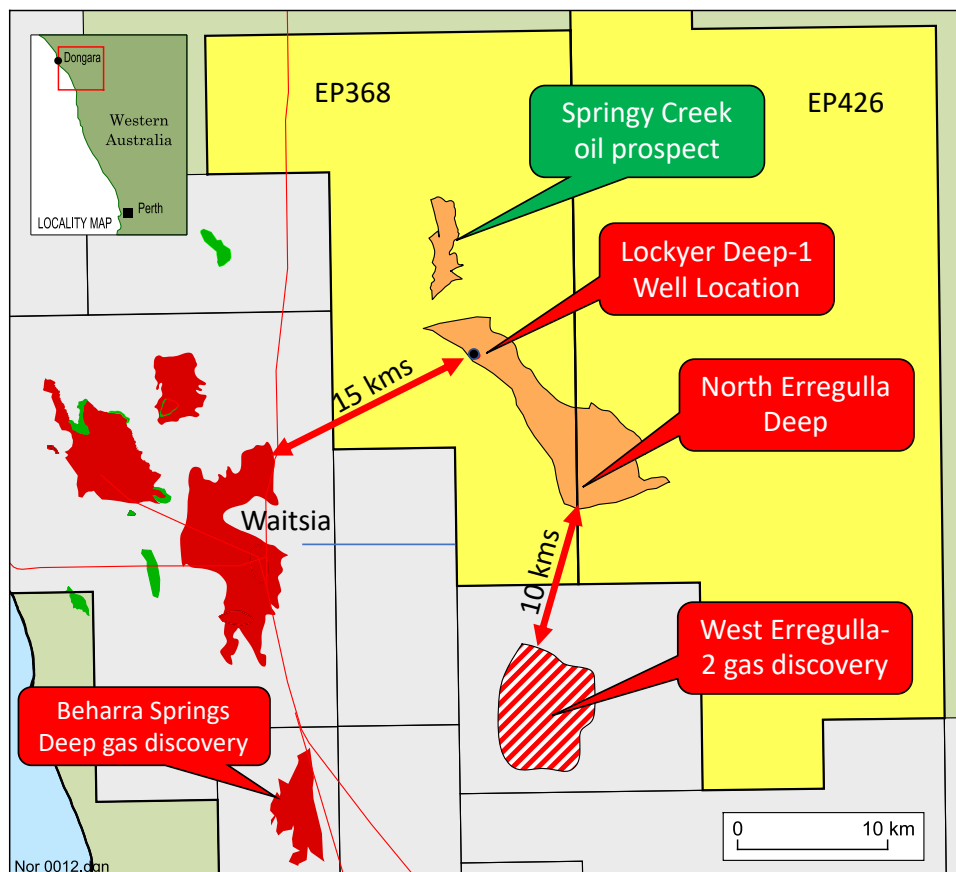 Dongara
Western
Australia
Perth
LOCALITY MAP
EP368
EP426
Springy Creek
oil prospect
Lockyer Deep-1
Well Location
15 kms
North Erregulla
Deep
Waitsia
10 kms
West Erregulla-
2 gas discovery
Beharra Springs
Deep gas discovery
0
10 km
Nor 0012.dgn